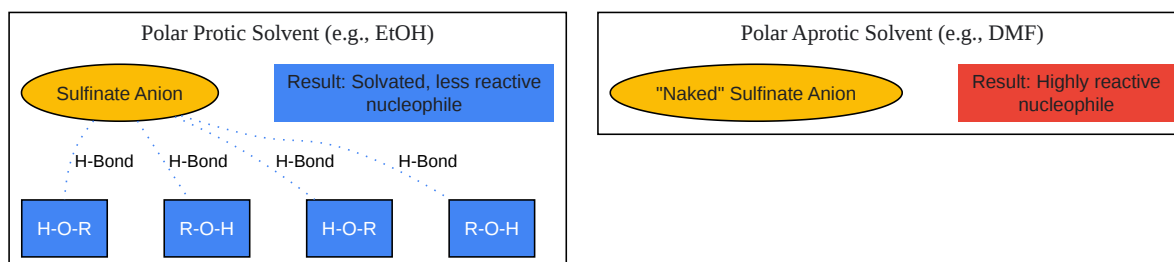 Polar Protic Solvent (e.g., EtOH)
Sulfinate Anion
Result: Solvated, less reactive
nucleophile
H-Bond
H-Bond
H-Bond
H-Bond
H-O-R
R-O-H
H-O-R
R-O-H
Polar Aprotic Solvent (e.g., DMF)
"Naked" Sulfinate Anion
Result: Highly reactive
nucleophile